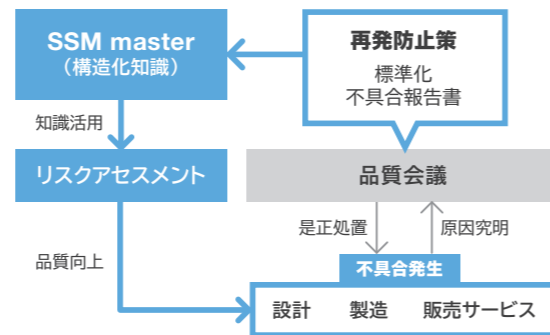 SSM master
（構造化知識）
再発防止策
標準化
不具合報告書
知識活用
リスクアセスメント
品質会議
是正処置
原因究明
品質向上
不具合発生
設計 製造 販売サービス